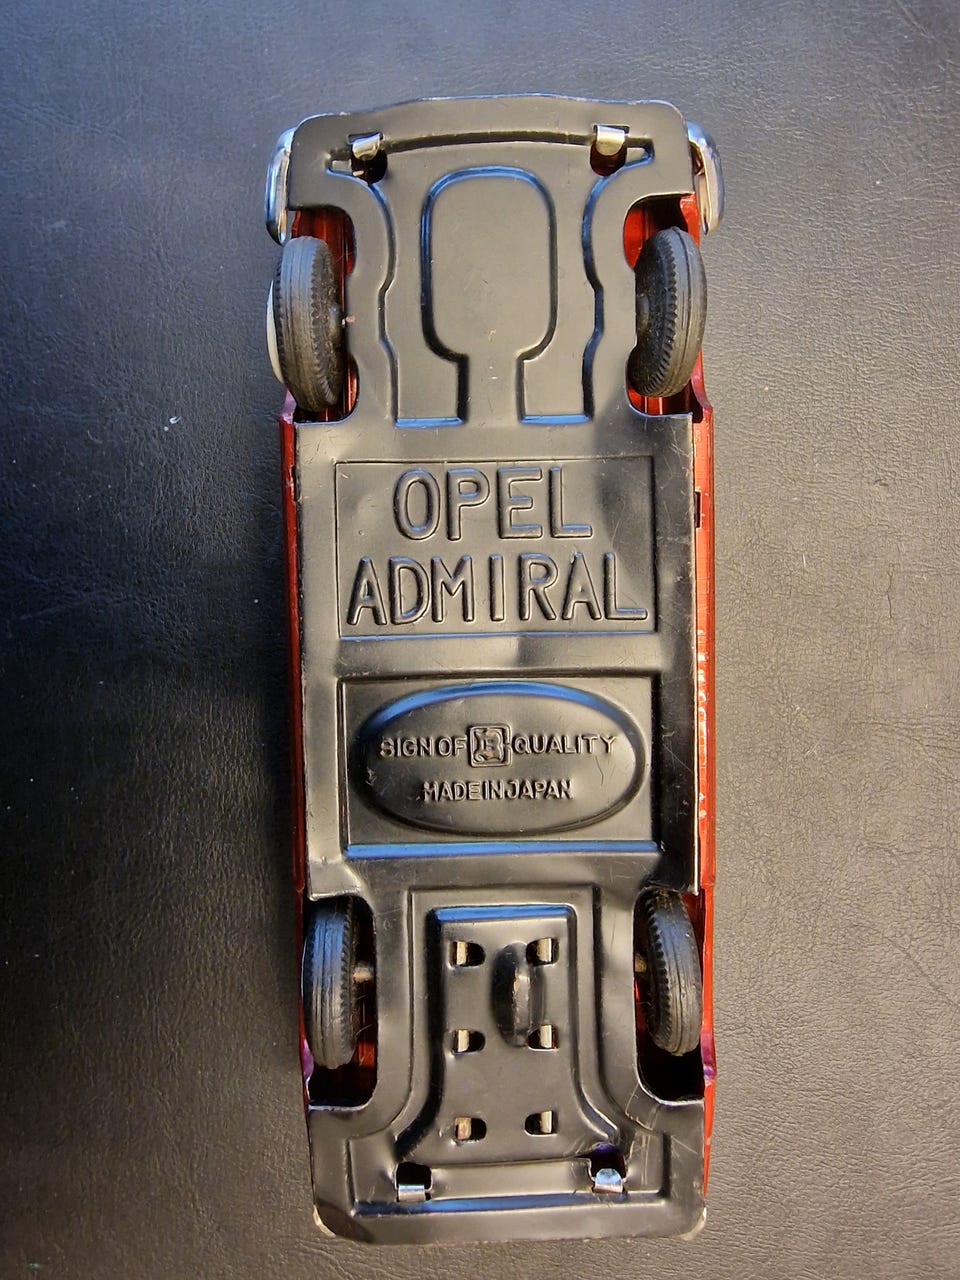 OPEL
ADMIRAL
SIGN OF B QUALITY
MADE IN JAPAN